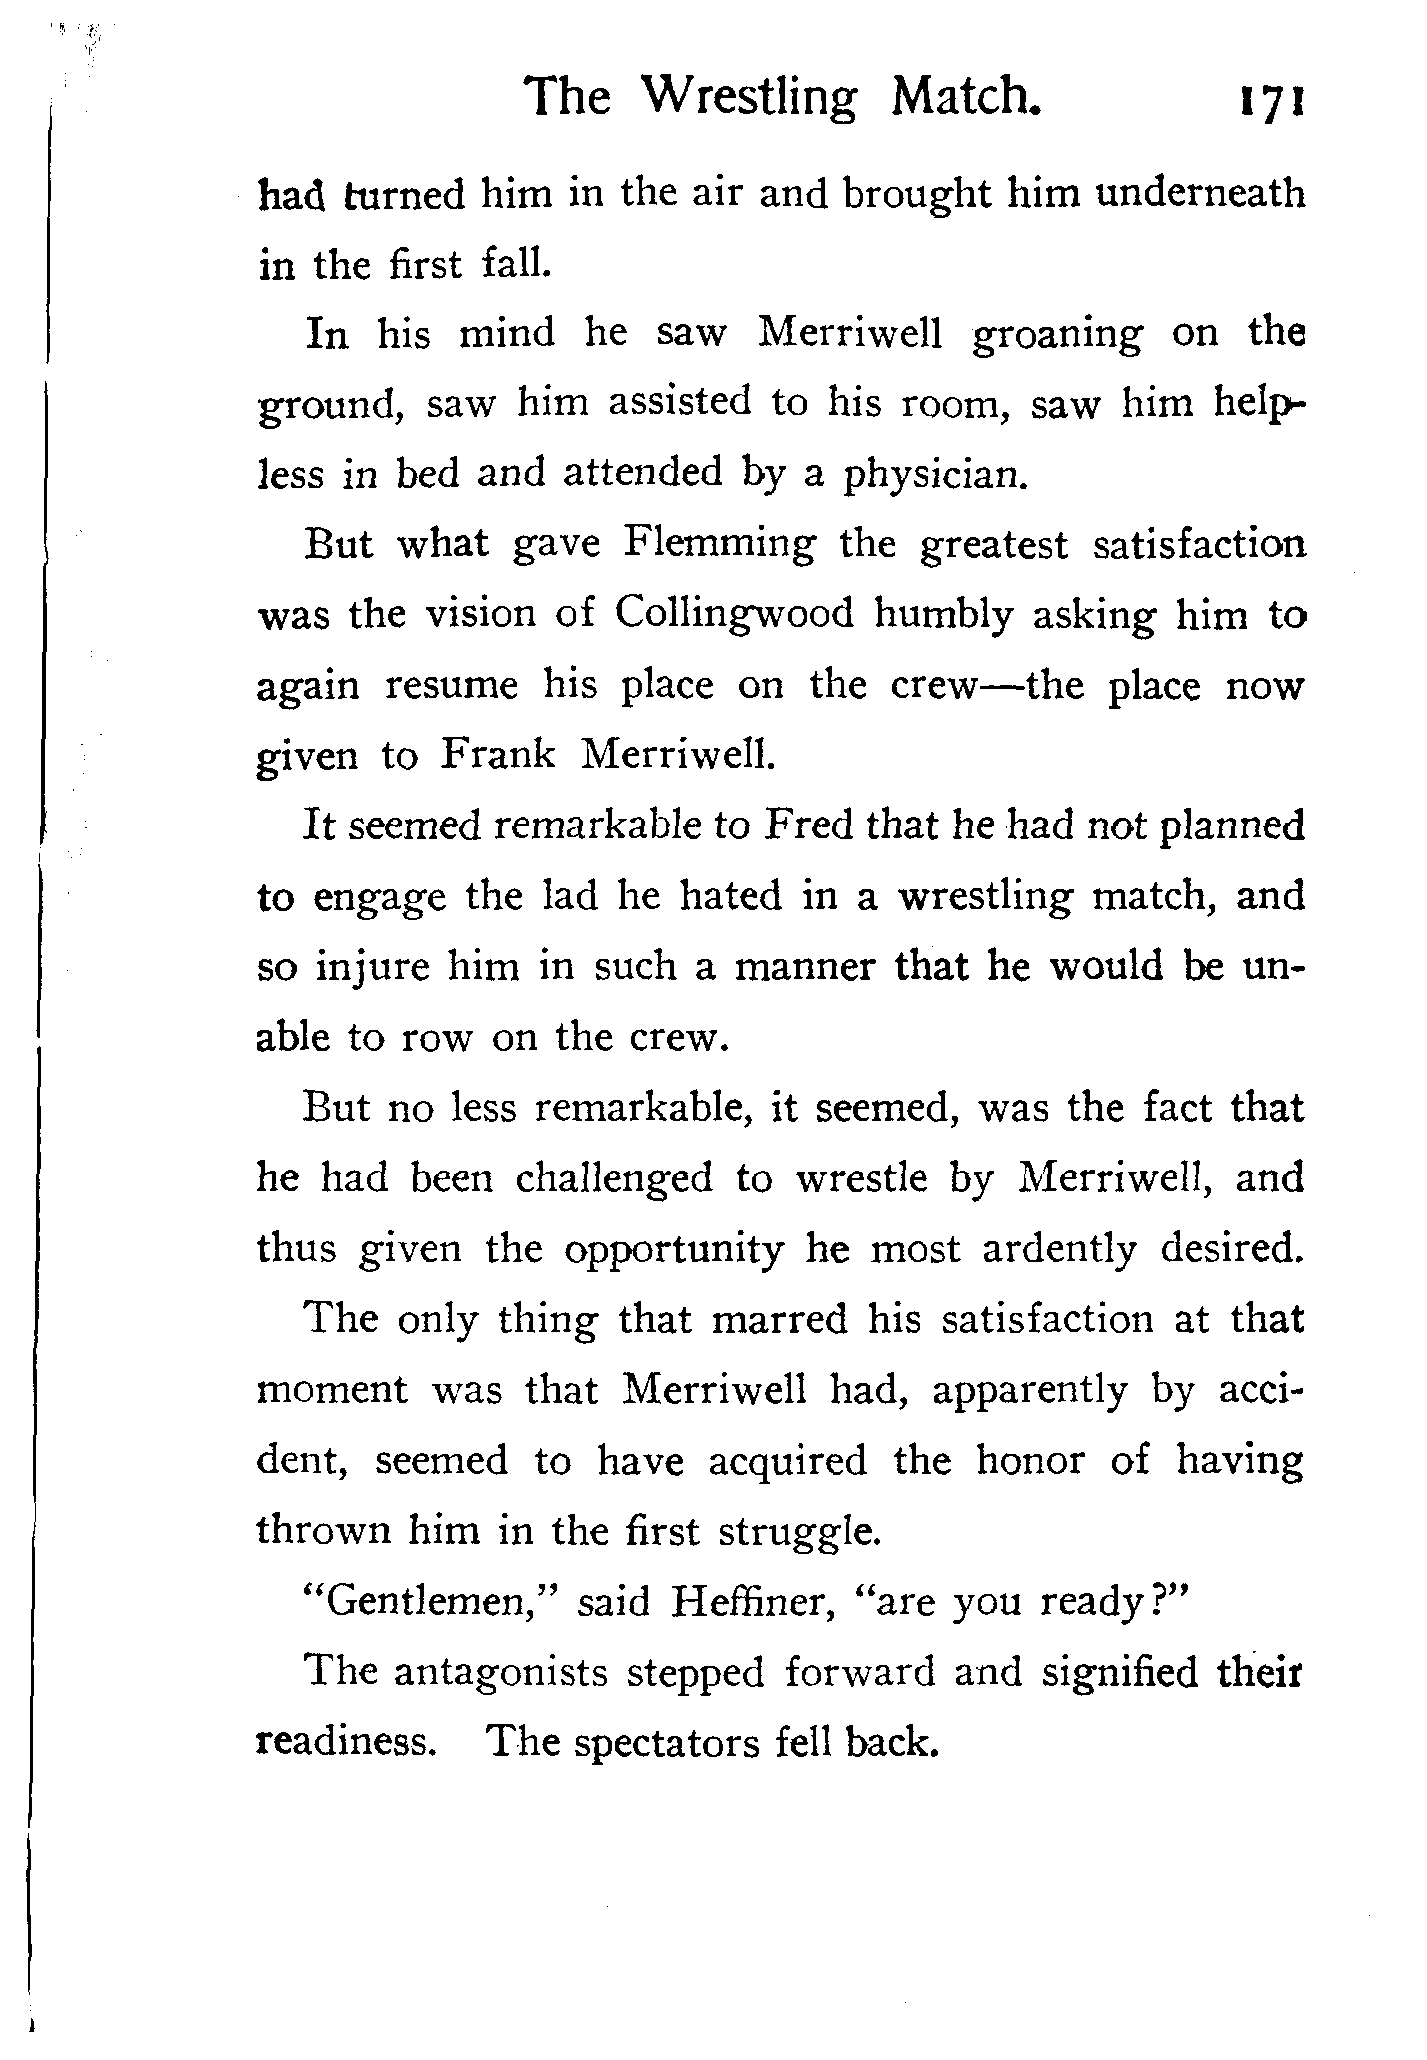 The Wrestling Match. 171
had turned him in the air and brought him underneath
in the first fall.
In his mind he saw Merriwell groaning on the
ground, saw him assisted to his room, saw him help-
less in bed and attended by a physician.
But what gave Flemming the greatest satisfaction
was the vision of Collingwood humbly asking him to
again resume his place on the crew—the place now
given to Frank Merriwell.
It seemed remarkable to Fred that he had not planned
to engage the lad he hated in a wrestling match, and
so injure him in such a manner that he would be un-
able to row on the crew.
But no less remarkable, it seemed, was the fact that
he had been challenged to wrestle by Merriwell, and
thus given the opportunity he most ardently desired.
The only thing that marred his satisfaction at that
moment was that Merriwell had, apparently by acci-
dent, seemed to have acquired the honor of having
thrown him in the first struggle.
“Gentlemen,” said Heffiner, “are you ready?”
The antagonists stepped forward and signified their
readiness. The spectators fell back.